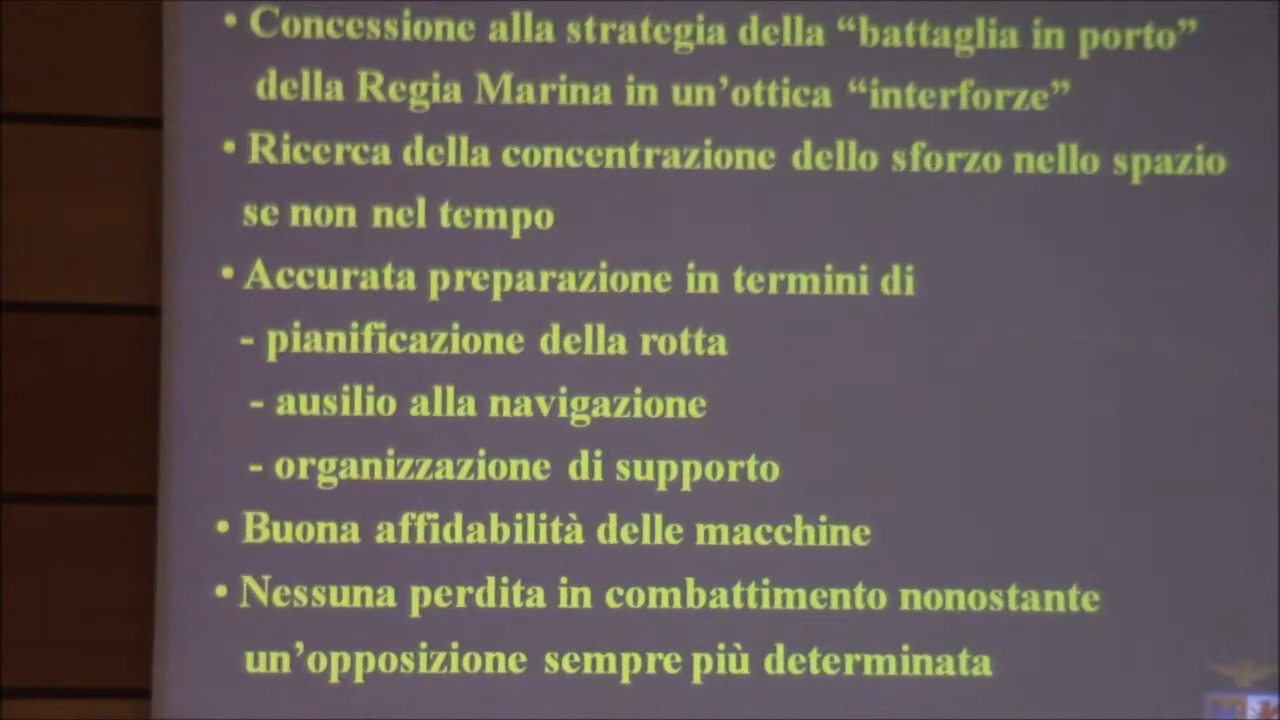 • Concessione alla strategia della “battaglia in porto”
della Regia Marina in un’ottica “interforze”
• Ricerca della concentrazione dello sforzo nello spazio
se non nel tempo
• Accurata preparazione in termini di
- pianificazione della rotta
- ausilio alla navigazione
- organizzazione di supporto
• Buona affidabilità delle macchine
• Nessuna perdita in combattimento nonostante
un’opposizione sempre più determinata